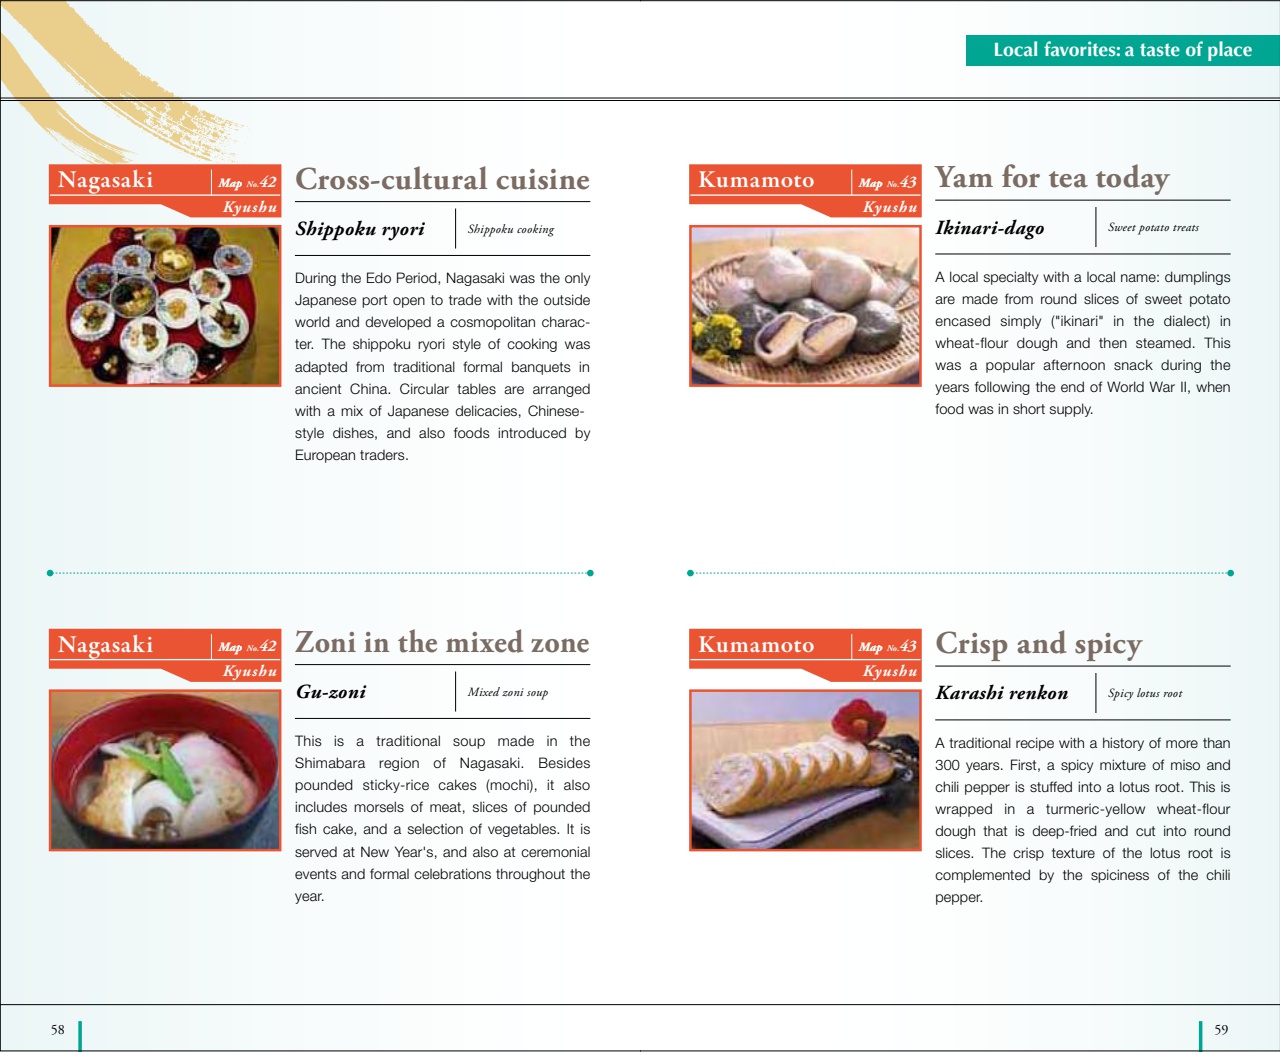 Local favorites: a taste of place
Nagasaki
Map No.42
Kyushu
Cross-cultural cuisine
Shippoku ryori
Shippoku cooking
During the Edo Period, Nagasaki was the only
Japanese port open to trade with the outside
world and developed a cosmopolitan charac-
ter. The shippoku ryori style of cooking was
adapted from traditional formal banquets in
ancient China. Circular tables are arranged
with a mix of Japanese delicacies, Chinese-
style dishes, and also foods introduced by
European traders.
Nagasaki
Map No.42
Kyushu
Zoni in the mixed zone
Gu-zoni
Mixed zoni soup
This is a traditional soup made in the
Shimabara region of Nagasaki. Besides
pounded sticky-rice cakes (mochi), it also
includes morsels of meat, slices of pounded
fish cake, and a selection of vegetables. It is
served at New Year's, and also at ceremonial
events and formal celebrations throughout the
year.
58
Kumamoto
Map No.43
Kyushu
Yam for tea today
Ikinari-dago
Sweet potato treats
A local specialty with a local name: dumplings
are made from round slices of sweet potato
encased simply ("ikinari" in the dialect) in
wheat-flour dough and then steamed. This
was a popular afternoon snack during the
years following the end of World War II, when
food was in short supply.
Kumamoto
Map No.43
Kyushu
Crisp and spicy
Karashi renkon
Spicy lotus root
A traditional recipe with a history of more than
300 years. First, a spicy mixture of miso and
chili pepper is stuffed into a lotus root. This is
wrapped in a turmeric-yellow wheat-flour
dough that is deep-fried and cut into round
slices. The crisp texture of the lotus root is
complemented by the spiciness of the chili
pepper.
59